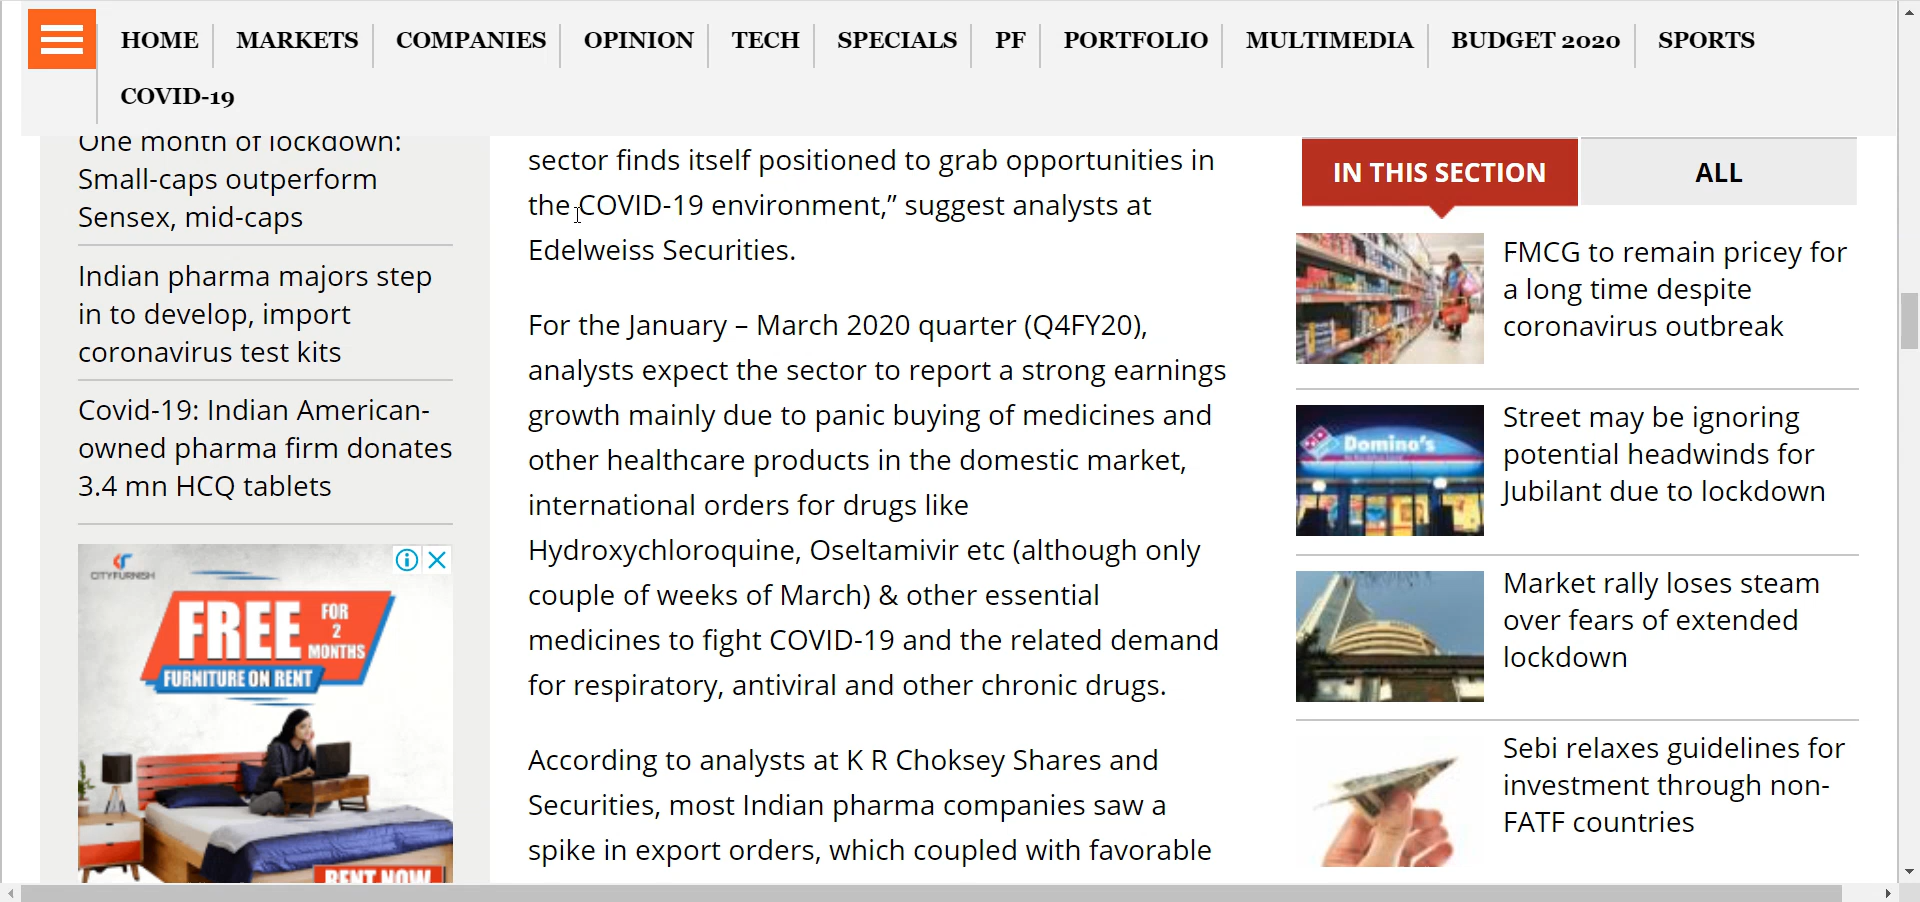 HOME
MARKETS
COMPANIES
OPINION
TECH
SPECIALS
PF
PORTFOLIO
MULTIMEDIA
BUDGET 2020
SPORTS
COVID-19
One month of lockdown:
Small-caps outperform
Sensex, mid-caps
Indian pharma majors step
in to develop, import
coronavirus test kits
Covid-19: Indian American-
owned pharma firm donates
3.4 mn HCQ tablets
CITYFURNISH
FREE
FOR
2
MONTHS
FURNITURE ON RENT
RENT NOW
sector finds itself positioned to grab opportunities in
the COVID-19 environment,” suggest analysts at
Edelweiss Securities.
For the January – March 2020 quarter (Q4FY20),
analysts expect the sector to report a strong earnings
growth mainly due to panic buying of medicines and
other healthcare products in the domestic market,
international orders for drugs like
Hydroxychloroquine, Oseltamivir etc (although only
couple of weeks of March) & other essential
medicines to fight COVID-19 and the related demand
for respiratory, antiviral and other chronic drugs.
According to analysts at K R Choksey Shares and
Securities, most Indian pharma companies saw a
spike in export orders, which coupled with favorable
IN THIS SECTION
ALL
FMCG to remain pricey for
a long time despite
coronavirus outbreak
Domino's
Street may be ignoring
potential headwinds for
Jubilant due to lockdown
Market rally loses steam
over fears of extended
lockdown
Sebi relaxes guidelines for
investment through non-
FATF countries